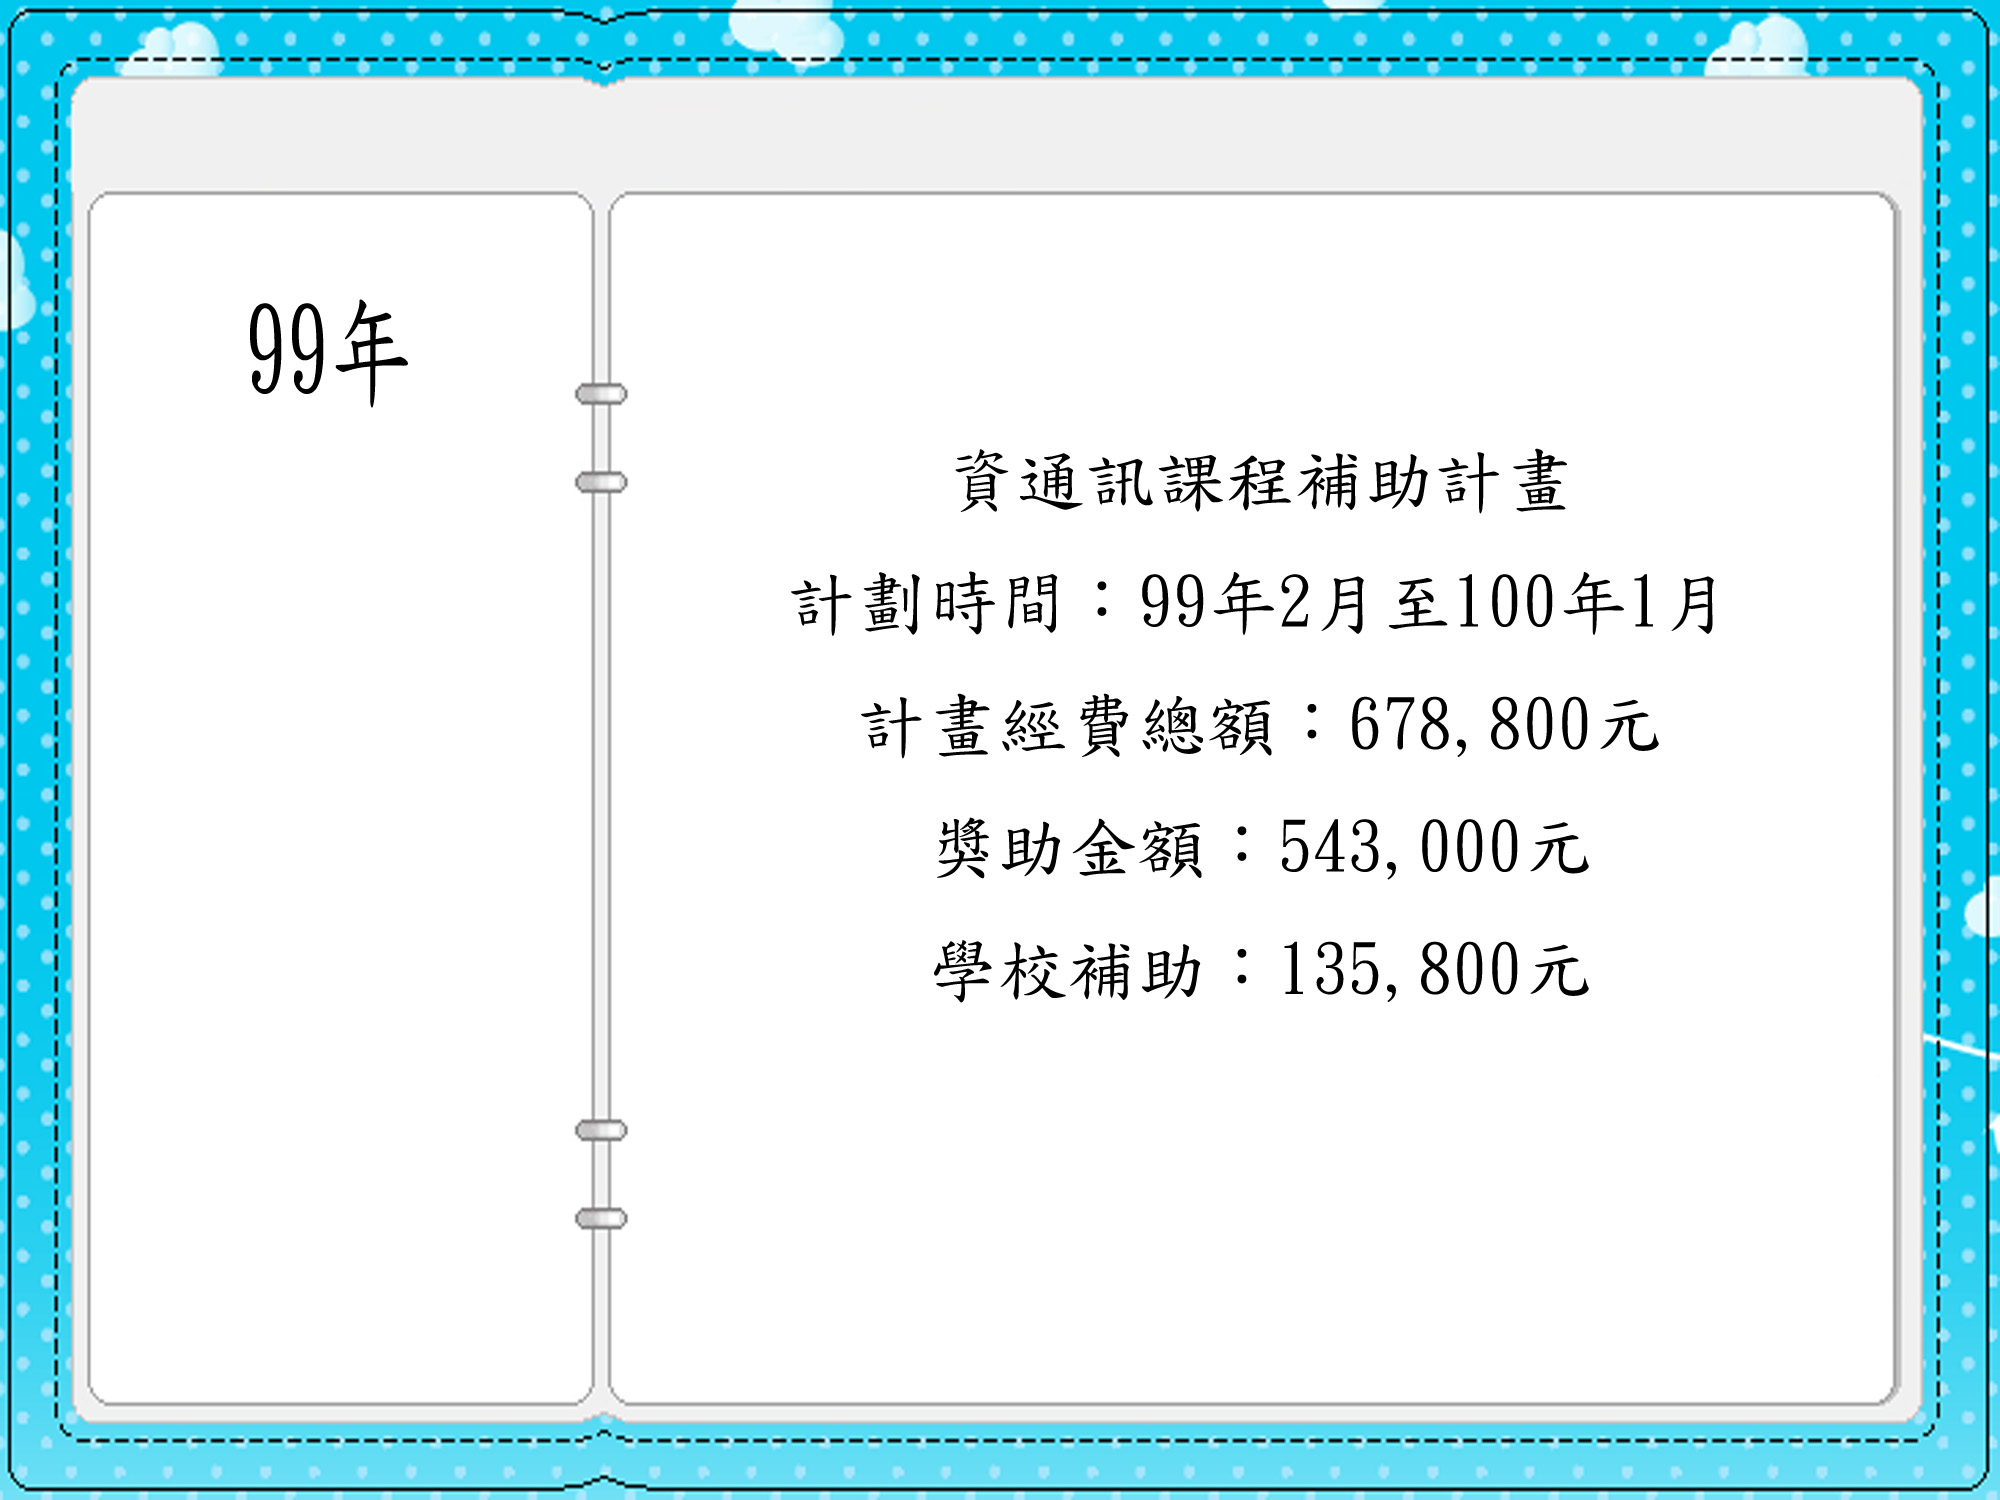 99年
資通訊課程補助計畫
計劃時間：99年2月至100年1月
計畫經費總額：678,800元
獎助金額：543,000元
學校補助：135,800元